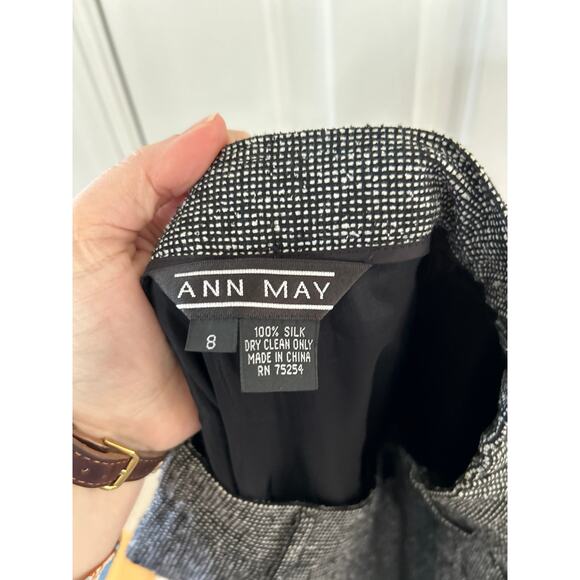 ANN MAY
8
100% SILK
DRY CLEAN ONLY
MADE IN CHINA
RN 75254